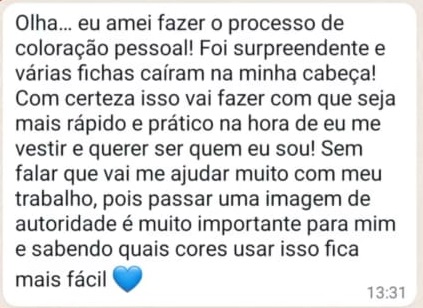 Olha... eu amei fazer o processo de
coloração pessoal! Foi surpreendente e
várias fichas caíram na minha cabeça!
Com certeza isso vai fazer com que seja
mais rápido e prático na hora de eu me
vestir e querer ser quem eu sou! Sem
falar que vai me ajudar muito com meu
trabalho, pois passar uma imagem de
autoridade é muito importante para mim
e sabendo quais cores usar isso fica
mais fácil 💙
13:31